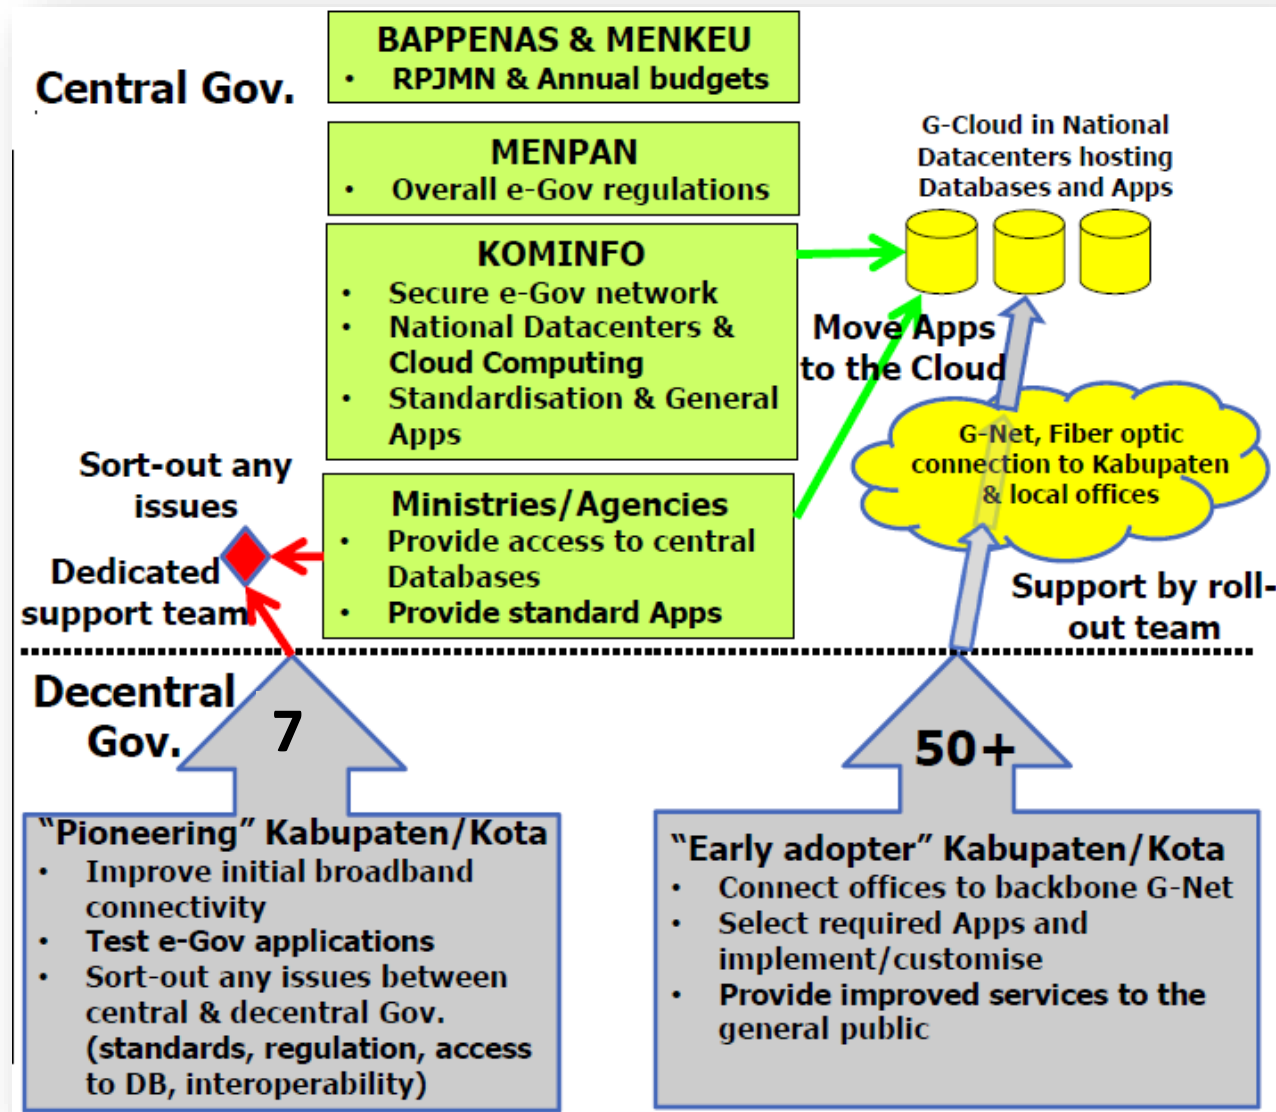 Central Gov.
BAPPENAS & MENKEU
• RPJMN & Annual budgets
MENPAN
• Overall e-Gov regulations
KOMINFO
• Secure e-Gov network
• National Datacenters &
Cloud Computing
• Standardisation & General
Apps
Ministries/Agencies
• Provide access to central
Databases
• Provide standard Apps
G-Cloud in National
Datacenters hosting
Databases and Apps
Move Apps
to the Cloud
G-Net, Fiber optic
connection to Kabupaten
& local offices
Support by roll-
out team
Sort-out any
issues
Dedicated
support team
Decentral
Gov.
7
"Pioneering" Kabupaten/Kota
• Improve initial broadband
connectivity
• Test e-Gov applications
• Sort-out any issues between
central & decentral Gov.
(standards, regulation, access
to DB, interoperability)
50+
"Early adopter" Kabupaten/Kota
• Connect offices to backbone G-Net
• Select required Apps and
implement/customise
• Provide improved services to the
general public